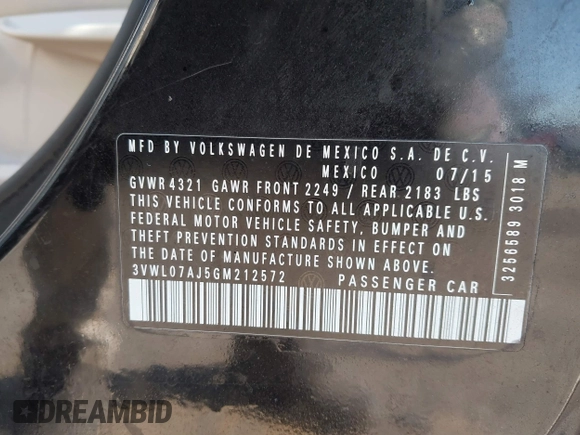 MFD BY VOLKSWAGEN DE MEXICO S.A. DE C.V.
MEXICO 07/15
GVWR 4321 GAWR FRONT 2249 / REAR 2183 LBS
THIS VEHICLE CONFORMS TO ALL APPLICABLE U.S.
FEDERAL MOTOR VEHICLE SAFETY, BUMPER AND
THEFT PREVENTION STANDARDS IN EFFECT ON
THE DATE OF MANUFACTURE SHOWN ABOVE.
3VWL07AJ5GM212572 PASSENGER CAR
3256589 3018 M
DREAMBID